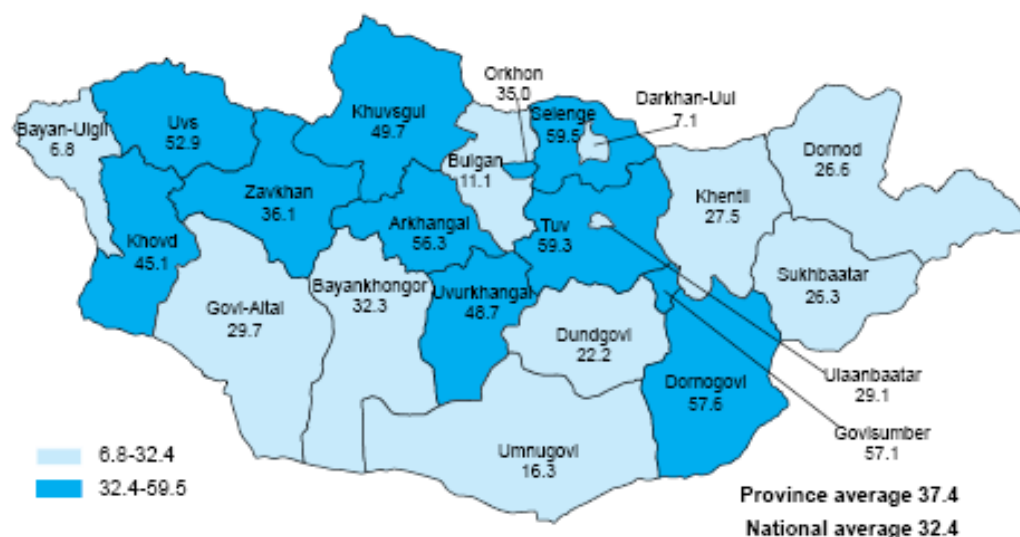 Orkhon
35.0
Darkhan-Uul
7.1
Khuvsgul
49.7
Selenge
59.5
Bayan-Ulgii
6.8
Uvs
52.9
Bulgan
11.1
Dornod
26.6
Zavkhan
36.1
Khentii
27.5
Arkhangai
56.3
Tuv
59.3
Khovd
45.1
Bayankhongor
32.3
Uvurkhangai
48.7
Sukhbaatar
26.3
Govi-Altai
29.7
Dundgovi
22.2
Ulaanbaatar
29.1
Dornogovi
57.6
Govisumber
57.1
Umnugovi
16.3
6.8-32.4
32.4-59.5
Province average 37.4
National average 32.4